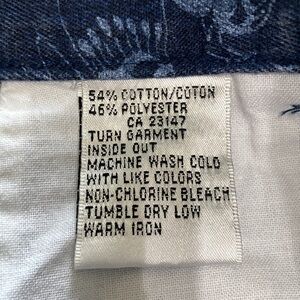 54% COTTON/COTON
46% POLYESTER
CA 23147
TURN GARMENT
INSIDE OUT
MACHINE WASH COLD
WITH LIKE COLORS
NON-CHLORINE BLEACH
TUMBLE DRY LOW
WARM IRON